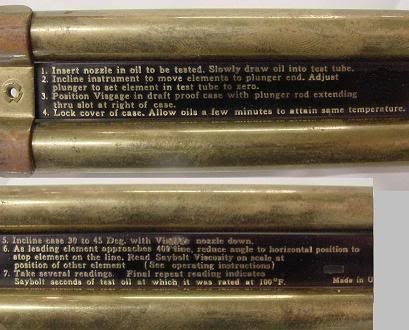 1. Insert nozzle in oil to be tested. Slowly draw oil into test tube.
2. Incline instrument to move elements to plunger end. Adjust
plunger to set element in test tube to zero.
3. Position Visgage in draft proof case with plunger rod extending
thru slot at right of case.
4. Lock cover of case. Allow oils a few minutes to attain same temperature.
5. Incline case 30 to 45 Deg. with Visgage nozzle down.
6. As leading element approaches 400 line, reduce angle to horizontal position to
stop element on the line. Read Saybolt Viscosity on scale at
position of other element (See operating instructions)
7. Take several readings. Final repeat reading indicates
Saybolt seconds of test oil at which it was rated at 100°F.
Made in U